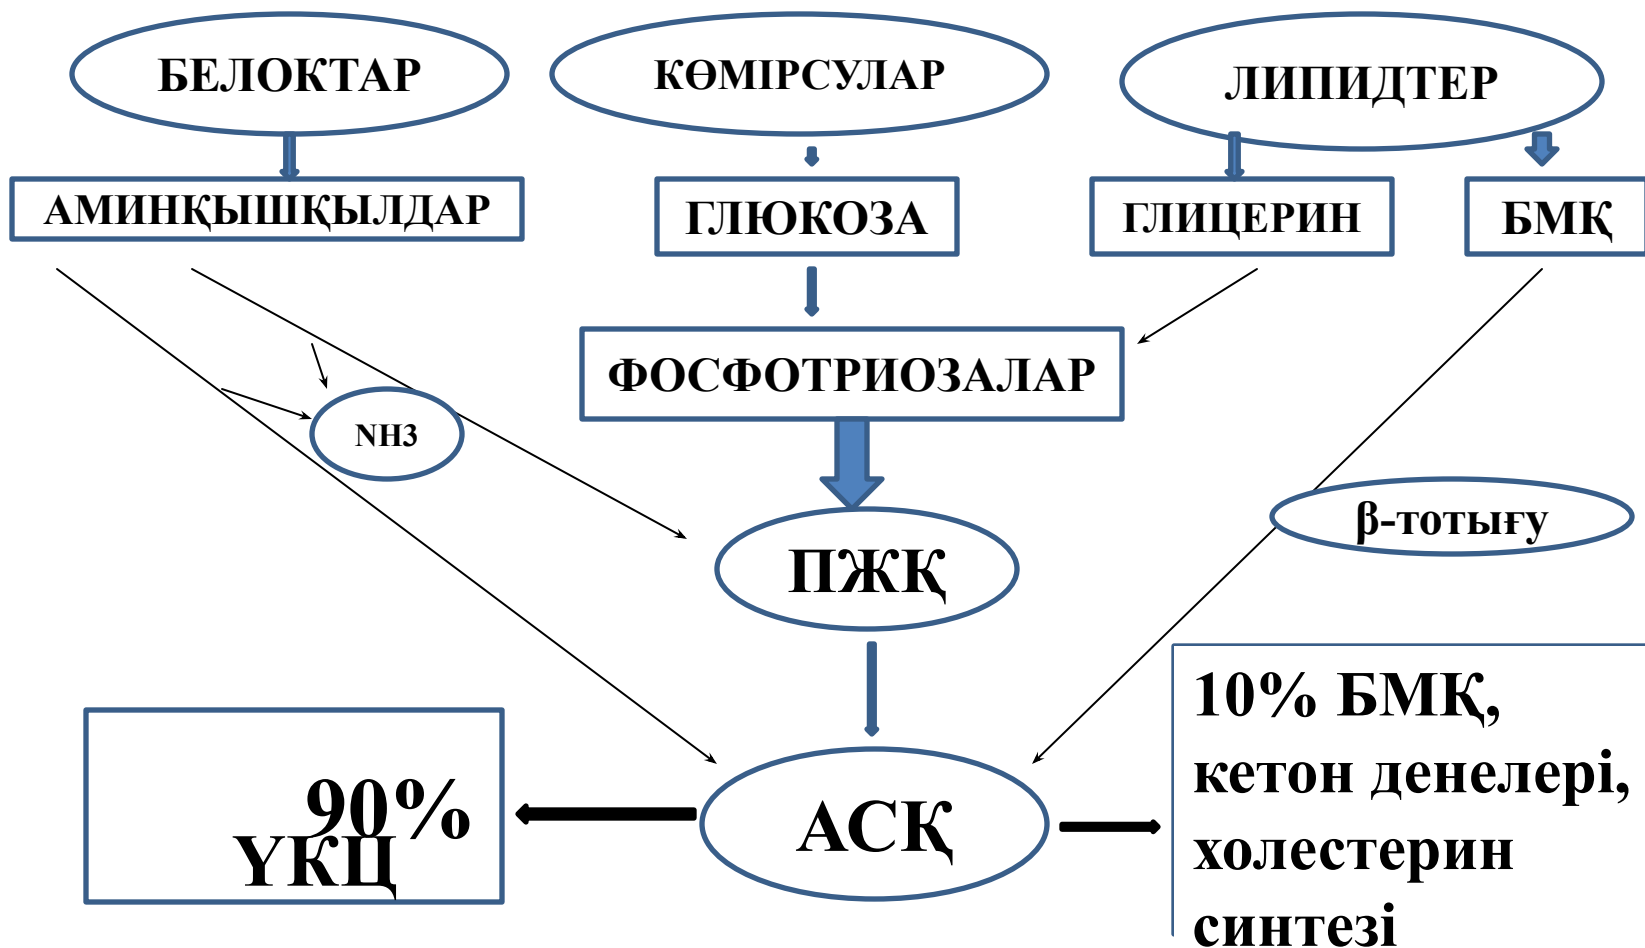 БЕЛОКТАР
КӨМІРСУЛАР
ЛИПИДТЕР
АМИНҚЫШҚЫЛДАР
ГЛЮКОЗА
ГЛИЦЕРИН
БМҚ
ФОСФОТРИОЗАЛАР
NH3
β-тотығу
ПЖҚ
90%
ҮКЦ
АСҚ
10% БМҚ,
кетон денелері,
холестерин
синтезі